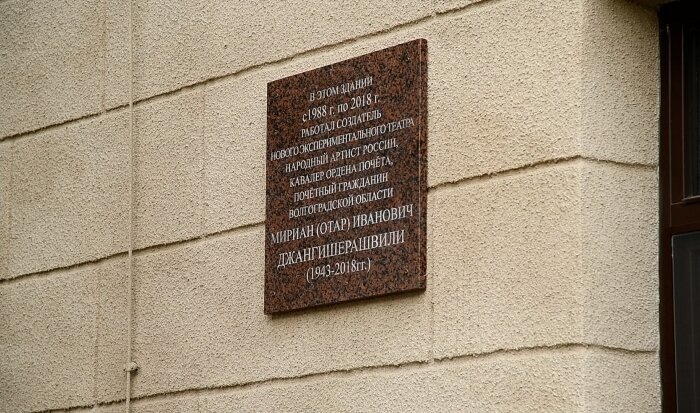 В ЭТОМ ЗДАНИИ
с 1988 г. по 2018 г.
РАБОТАЛ СОЗДАТЕЛЬ
НОВОГО ЭКСПЕРИМЕНТАЛЬНОГО ТЕАТРА
НАРОДНЫЙ АРТИСТ РОССИИ,
КАВАЛЕР ОРДЕНА ПОЧЁТА,
ПОЧЁТНЫЙ ГРАЖДАНИН
ВОЛГОГРАДСКОЙ ОБЛАСТИ
МИРИАН (ОТАР) ИВАНОВИЧ
ДЖАНГИШЕРАШВИЛИ
(1943-2018гг.)